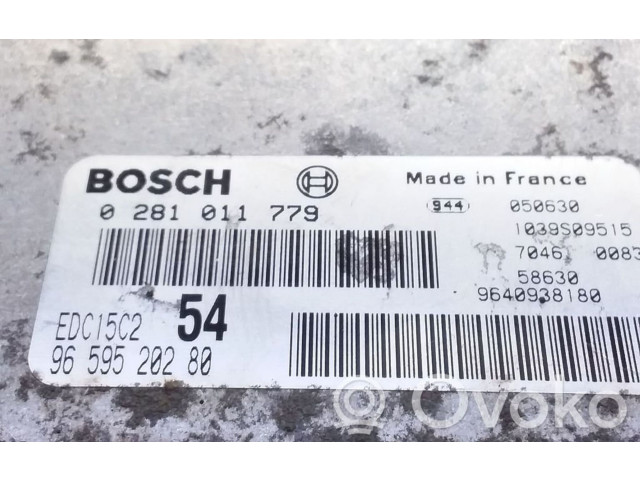 BOSCH
Made in France
0 281 011 779
944
050630
1039S09515
7046
0083
58630
9640938180
EDC15C2 54
96 595 202 80
Ovoko